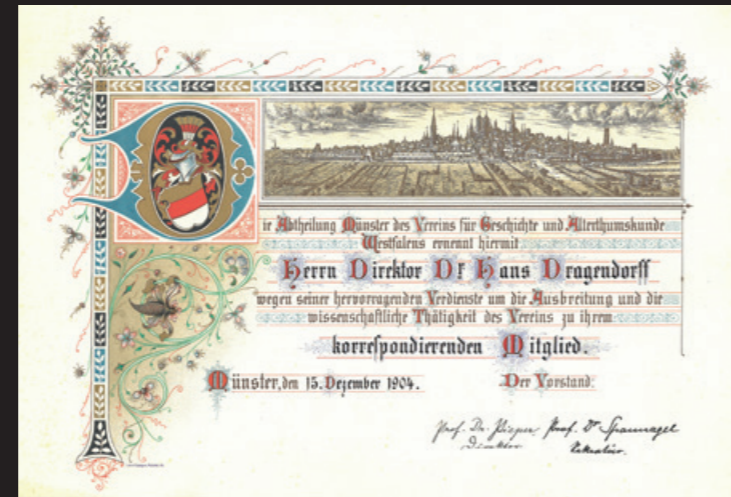 Die Abtheilung Münster des Vereins für Geschichte und Alterthumskunde
Westfalens ernennt hiermit
Herrn Direktor Dr Hans Dragendorff
wegen seiner hervorragenden Verdienste um die Ausbreitung und die
wissenschaftliche Thätigkeit des Vereins zu ihrem
korrespondierenden Mitglied.
Münster, den 15. Dezember 1904. Der Vorstand:
Prof. Dr. Pieper Prof. Dr Spannagel
Direktor Sekretär.